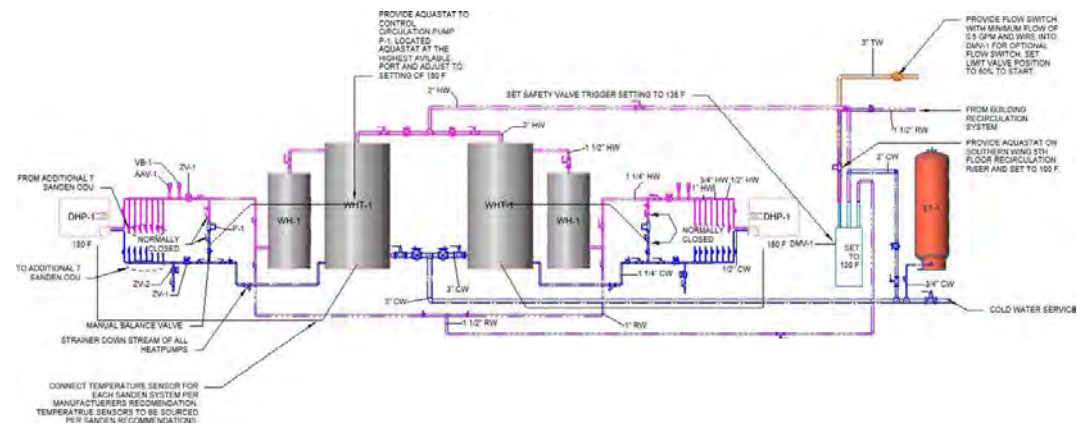 PROVIDE AQUASTAT TO
CONTROL
CIRCULATION PUMP
P-1. LOCATED
AQUASTAT AT THE
HIGHEST AVILABLE
PORT AND ADJUST TO
SETTING OF 180 F
2" HW
SET SAFETY VALVE TRIGGER SETTING TO 135 F
3" TW
PROVIDE FLOW SWITCH
WITH MINIMUM FLOW OF
0.5 GPM AND WIRE INTO
DMV-1 FOR OPTIONAL
FLOW SWITCH. SET
LIMIT VALVE POSITION
TO 60% TO START.
FROM BUILDING
RECIRCULATION
SYSTEM
1 1/2" RW
PROVIDE AQUASTAT ON
SOUTHERN WING 5TH
FLOOR RECIRCULATION
RISER AND SET TO 100 F.
2" CW
3" HW
1 1/2" HW
VB-1
AAV-1
ZV-1
FROM ADDITIONAL 7
SANDEN ODU
DHP-1
150 F
NORMALLY
CLOSED
P-1
WH-1
WHT-1
WHT-1
WH-1
1 1/4" HW
3/4" HW
1" HW
1/2" HW
NORMALLY
CLOSED
DHP-1
150 F
DMV-1
SET
TO
120 F
ST-1
TO ADDITIONAL 7
SANDEN ODU
ZV-2
ZV-1
1 1/4" CW
1/2" CW
3/4" CW
3" CW
3" CW
COLD WATER SERVICE
MANUAL BALANCE VALVE
1 1/2" RW
1" RW
STRAINER DOWN STREAM OF ALL
HEATPUMPS
CONNECT TEMPERATURE SENSOR FOR
EACH SANDEN SYSTEM PER
MANUFACTUERERS RECOMENDATION.
TEMPERATRUE SENSORS TO BE SOURCED
PER SANDEN RECOMMENDATIONS.